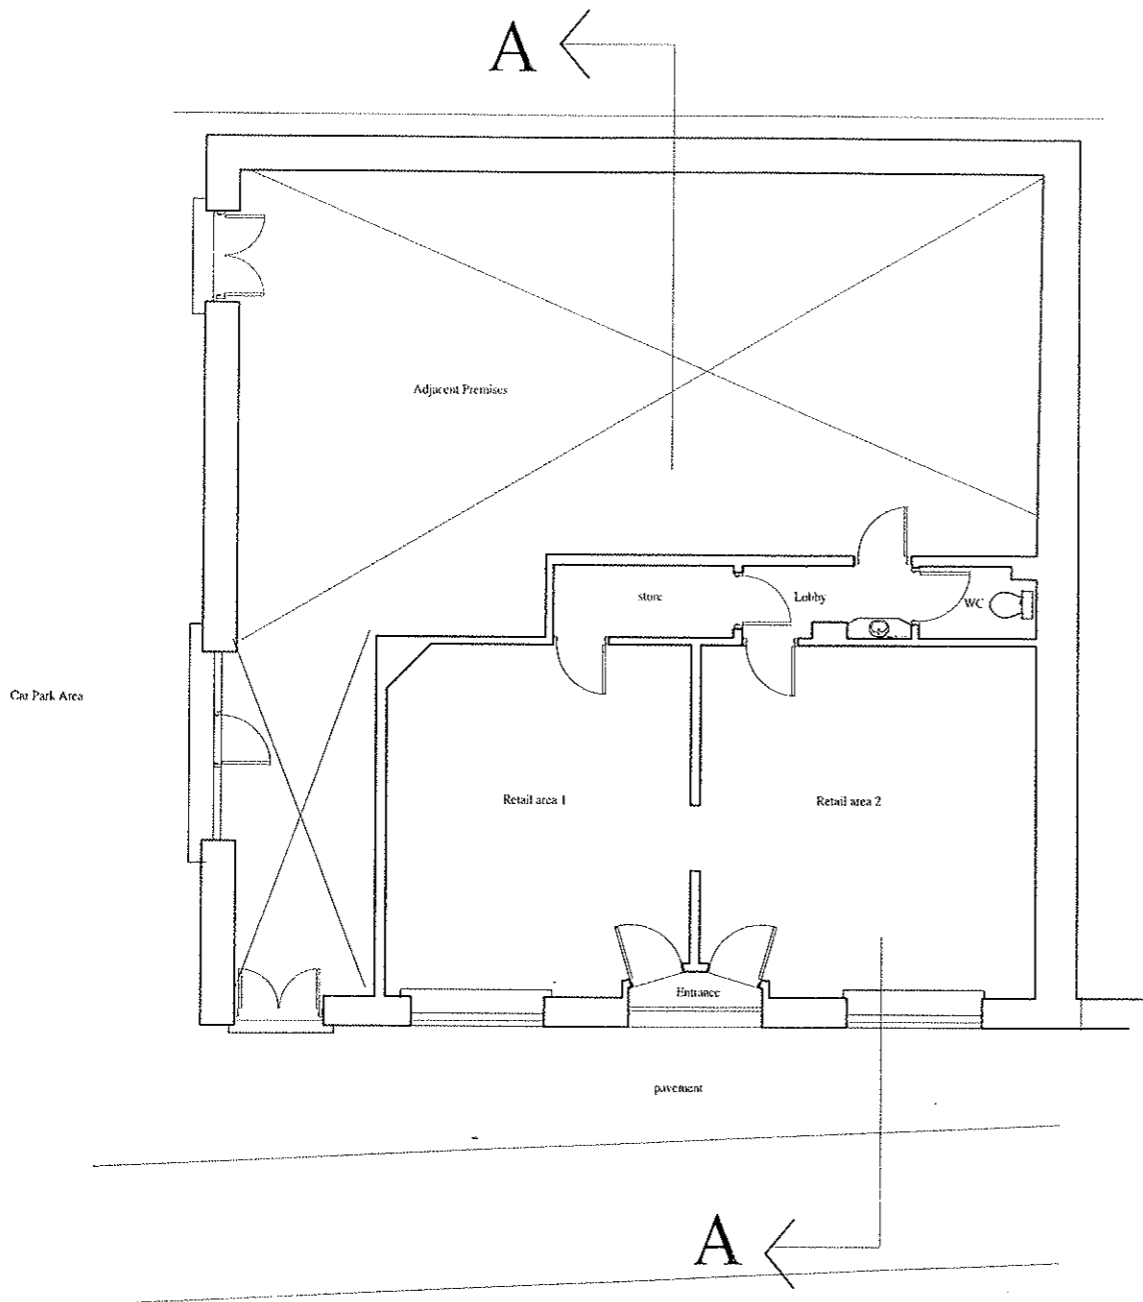 A
Adjacent Premises
store
Lobby
WC
Car Park Area
Retail area 1
Retail area 2
Entrance
pavement
A